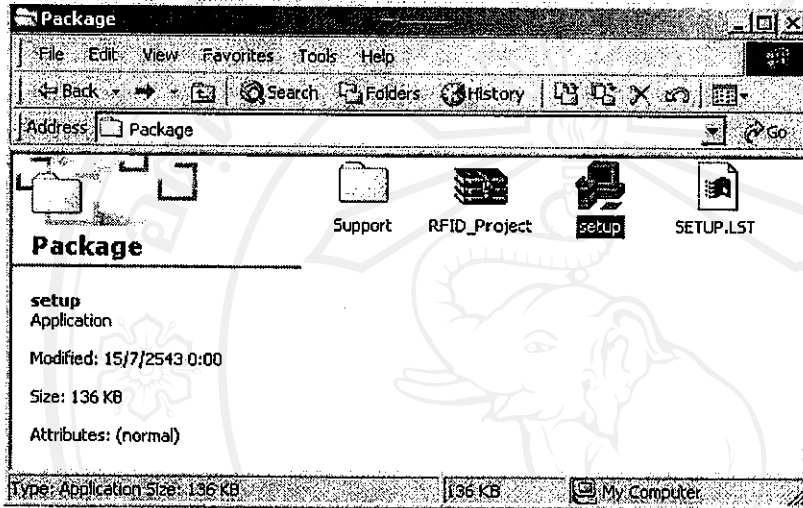 Package
File Edit View Favorites Tools Help
Back Search Folders History
Address Package Go
Support RFID_Project setup SETUP.LST
Package
setup
Application
Modified: 15/7/2543 0:00
Size: 136 KB
Attributes: (normal)
Type: Application Size: 136 KB 136 KB My Computer